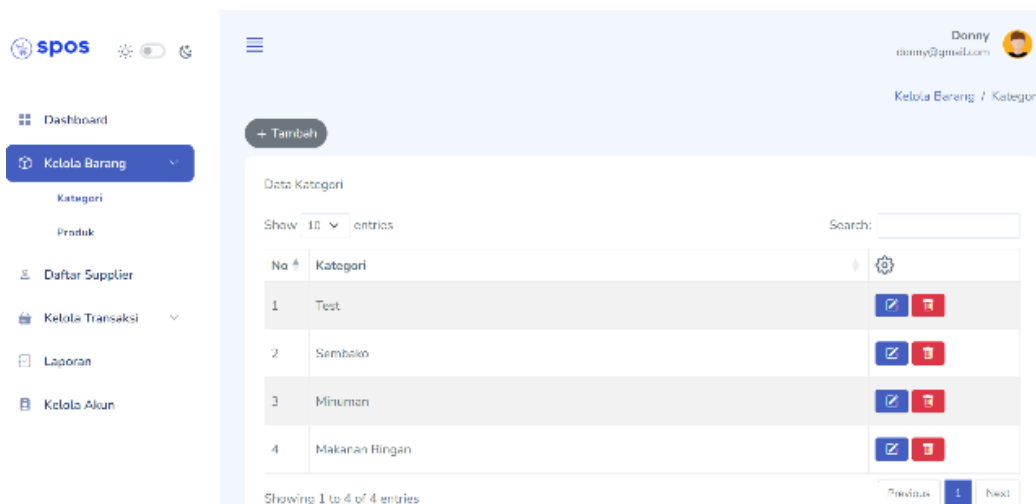 spos
Donny
donny@gmail.com
Kelola Barang / Kategori
Dashboard
+ Tambah
Kelola Barang
Kategori
Produk
Daftar Supplier
Kelola Transaksi
Laporan
Kelola Akun
Data Kategori
Show 10 entries
Search:
No Kategori
1 Test
2 Sembako
3 Minuman
4 Makanan Ringan
Showing 1 to 4 of 4 entries
Previous 1 Next